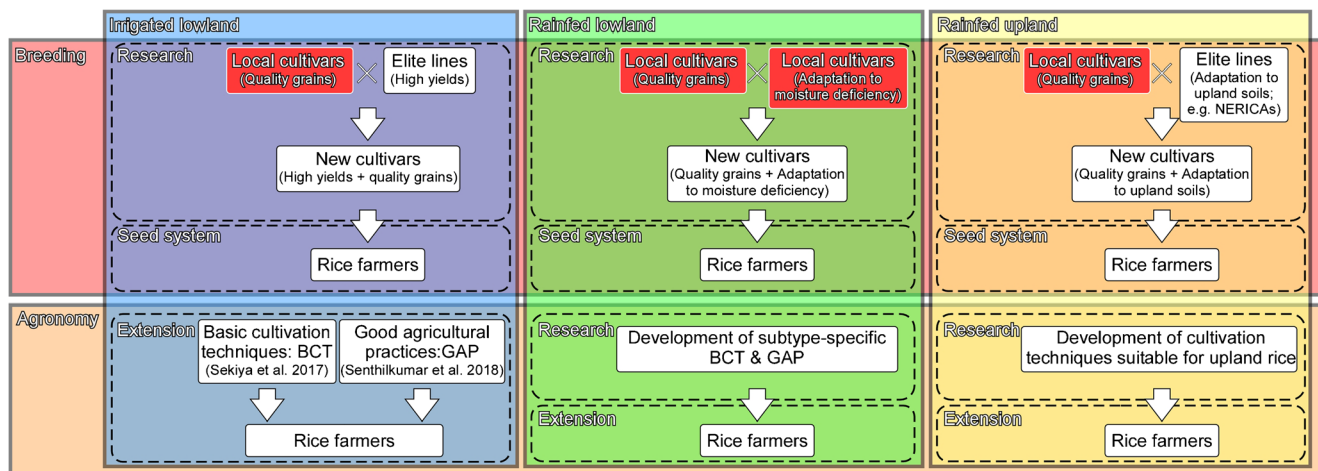 Irrigated lowland
Rainfed lowland
Rainfed upland
Breeding
Research
Local cultivars
(Quality grains)
Elite lines
(High yields)
New cultivars
(High yields + quality grains)
Seed system
Rice farmers
Research
Local cultivars
(Quality grains)
Local cultivars
(Adaptation to
moisture deficiency)
New cultivars
(Quality grains + Adaptation
to moisture deficiency)
Seed system
Rice farmers
Research
Local cultivars
(Quality grains)
Elite lines
(Adaptation to
upland soils;
e.g. NERICAs)
New cultivars
(Quality grains + Adaptation
to upland soils)
Seed system
Rice farmers
Agronomy
Extension
Basic cultivation
techniques: BCT
(Sekiya et al. 2017)
Good agricultural
practices:GAP
(Senthilkumar et al. 2018)
Rice farmers
Research
Development of subtype-specific
BCT & GAP
Extension
Rice farmers
Research
Development of cultivation
techniques suitable for upland rice
Extension
Rice farmers